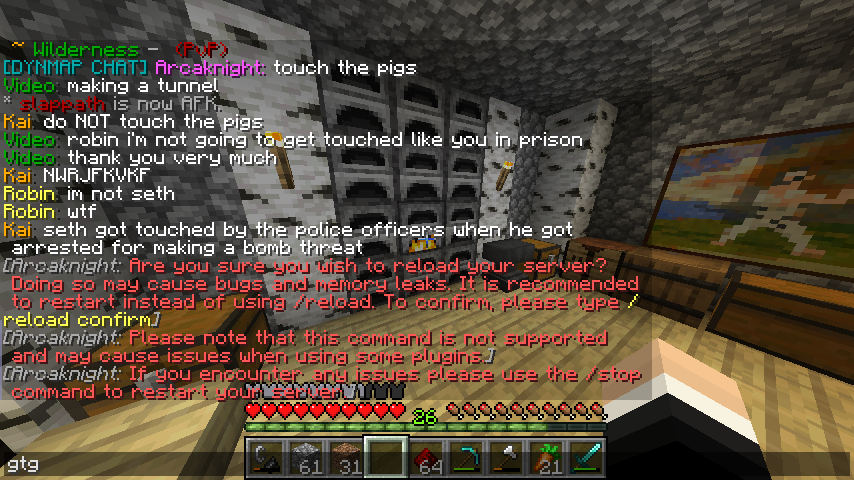 ~ Wilderness - (PvP)
[DYNMAP CHAT] Arcaknight: touch the pigs
Video: making a tunnel
* slappath is now AFK.
Kai: do NOT touch the pigs
Video: robin i'm not going to get touched like you in prison
Video: thank you very much
Kai: NWRJFKVKF
Robin: im not seth
Robin: wtf
Kai: seth got touched by the police officers when he got
arrested for making a bomb threat
[Arcaknight: Are you sure you wish to reload your server?
Doing so may cause bugs and memory leaks. It is recommended
to restart instead of using /reload. To confirm, please type /
reload confirm]
[Arcaknight: Please note that this command is not supported
and may cause issues when using some plugins.]
[Arcaknight: If you encounter any issues please use the /stop
command to restart your server.]
26
61 31 64 21
gtg